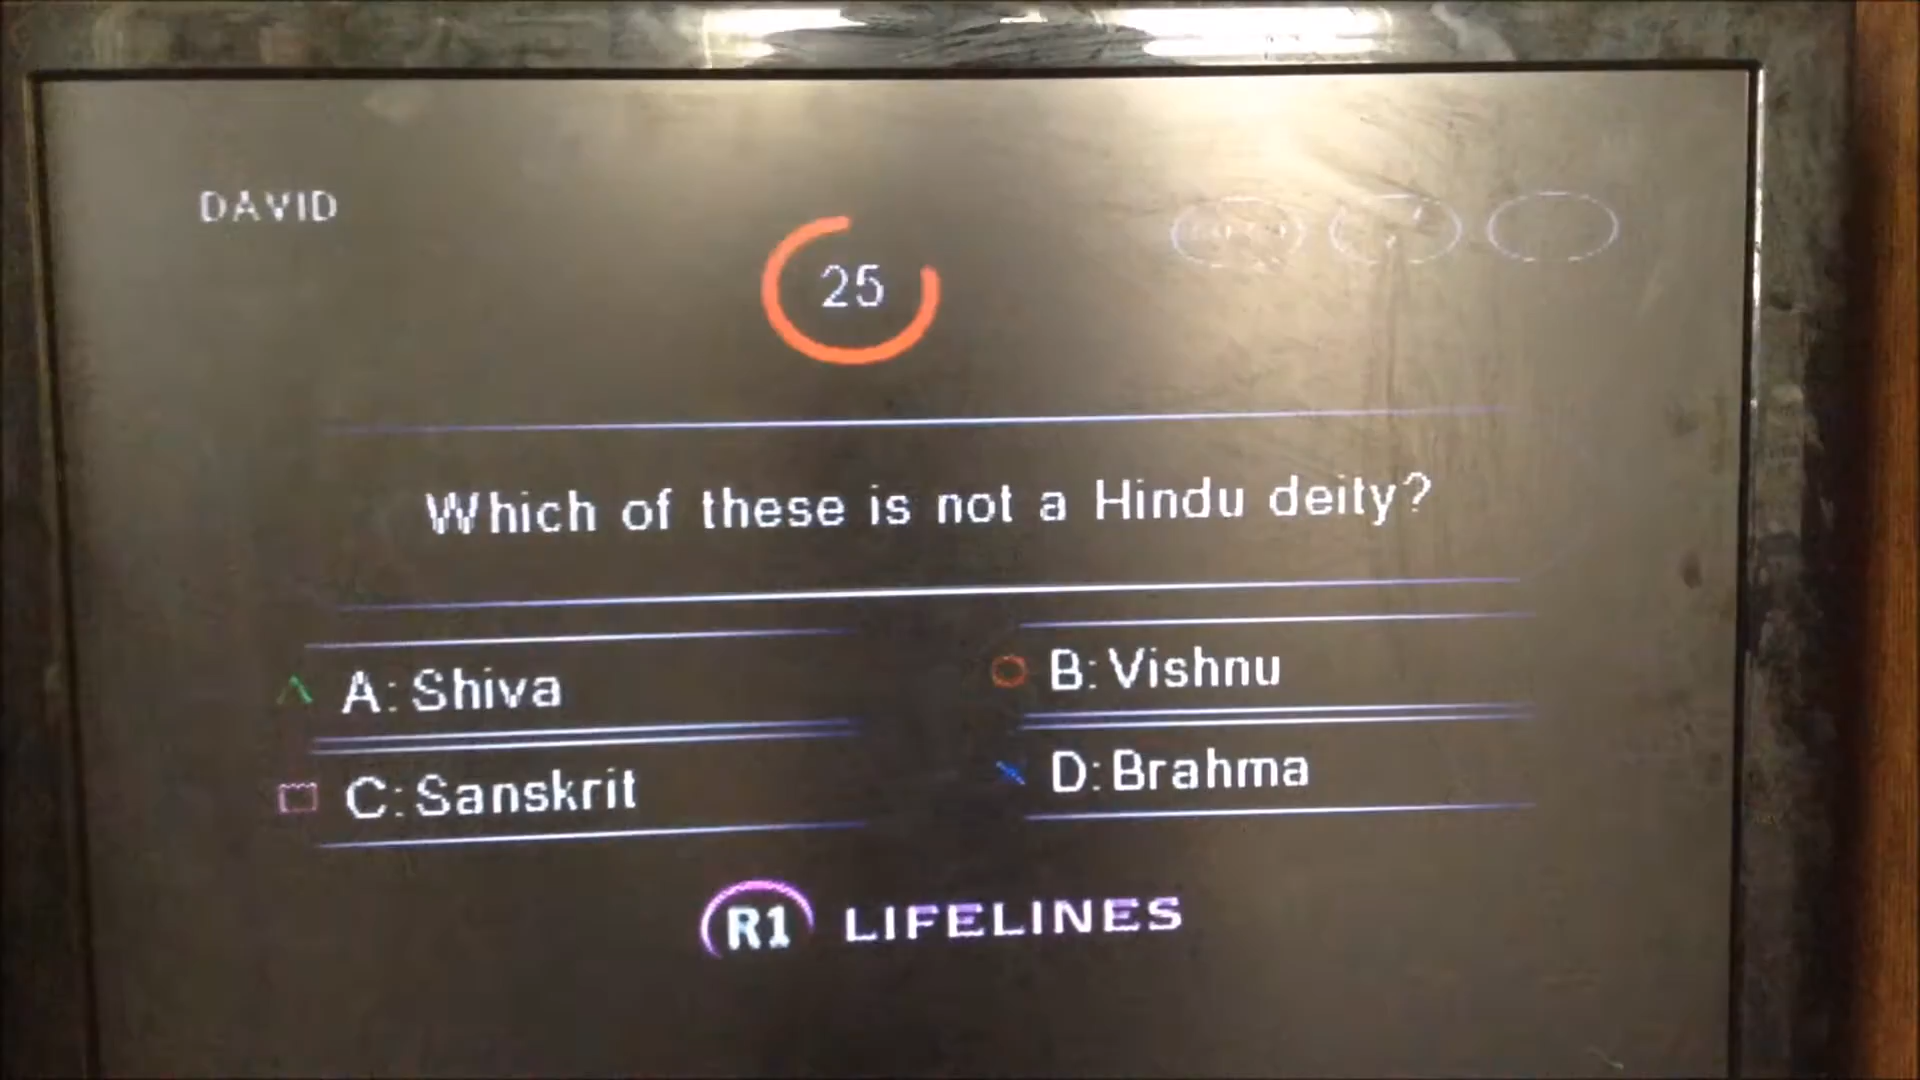 DAVID
25
Which of these is not a Hindu deity?
A: Shiva
B: Vishnu
C: Sanskrit
D: Brahma
R1 LIFELINES